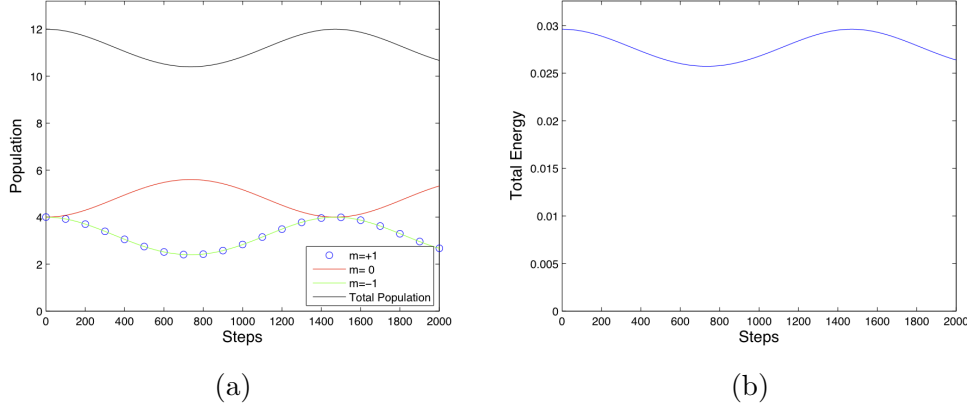 12
10
8
6
4
2
0
Population
0 200 400 600 800 1000 1200 1400 1600 1800 2000
Steps
m=+1
m= 0
m=−1
Total Population
(a)
0.03
0.025
0.02
0.015
0.01
0.005
0
Total Energy
0 200 400 600 800 1000 1200 1400 1600 1800 2000
Steps
(b)